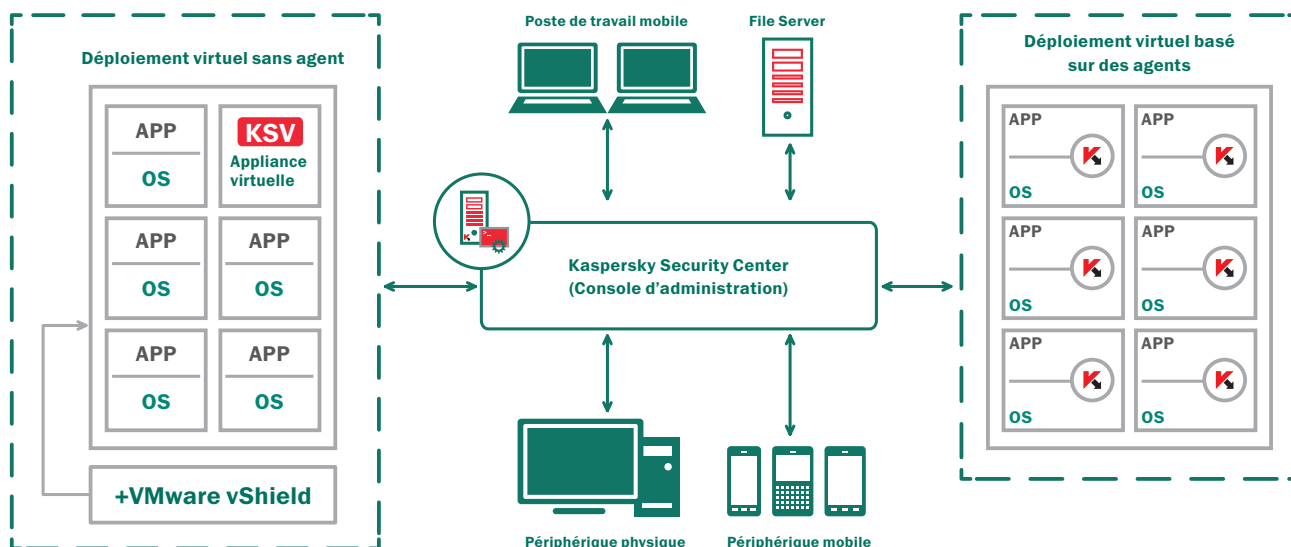 Déploiement virtuel sans agent
APP
OS
KSV
Appliance
virtuelle
APP
OS
APP
OS
APP
OS
APP
OS
+VMware vShield
Poste de travail mobile
File Server
Kaspersky Security Center
(Console d'administration)
Périphérique physique
Périphérique mobile
Déploiement virtuel basé
sur des agents
APP
OS
APP
OS
APP
OS
APP
OS
APP
OS
APP
OS